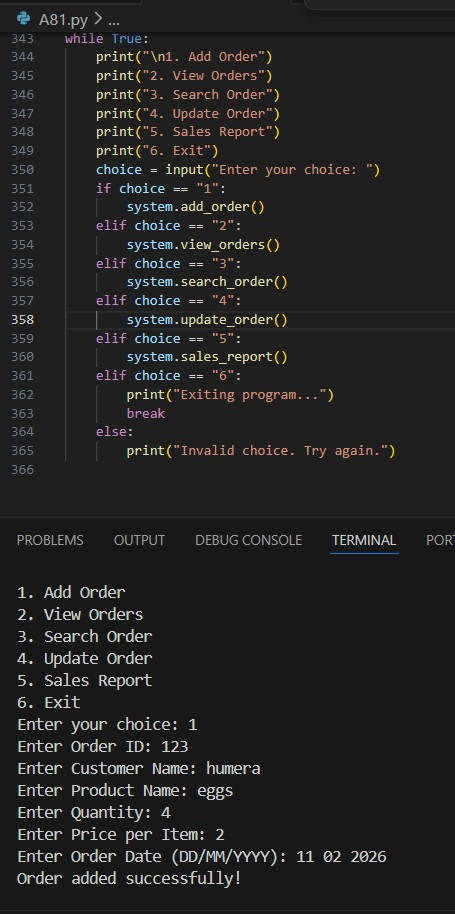 A81.py > ...
343 while True:
344 print("\n1. Add Order")
345 print("2. View Orders")
346 print("3. Search Order")
347 print("4. Update Order")
348 print("5. Sales Report")
349 print("6. Exit")
350 choice = input("Enter your choice: ")
351 if choice == "1":
352 system.add_order()
353 elif choice == "2":
354 system.view_orders()
355 elif choice == "3":
356 system.search_order()
357 elif choice == "4":
358 system.update_order()
359 elif choice == "5":
360 system.sales_report()
361 elif choice == "6":
362 print("Exiting program...")
363 break
364 else:
365 print("Invalid choice. Try again.")
366
PROBLEMS OUTPUT DEBUG CONSOLE TERMINAL POR
1. Add Order
2. View Orders
3. Search Order
4. Update Order
5. Sales Report
6. Exit
Enter your choice: 1
Enter Order ID: 123
Enter Customer Name: humera
Enter Product Name: eggs
Enter Quantity: 4
Enter Price per Item: 2
Enter Order Date (DD/MM/YYYY): 11 02 2026
Order added successfully!